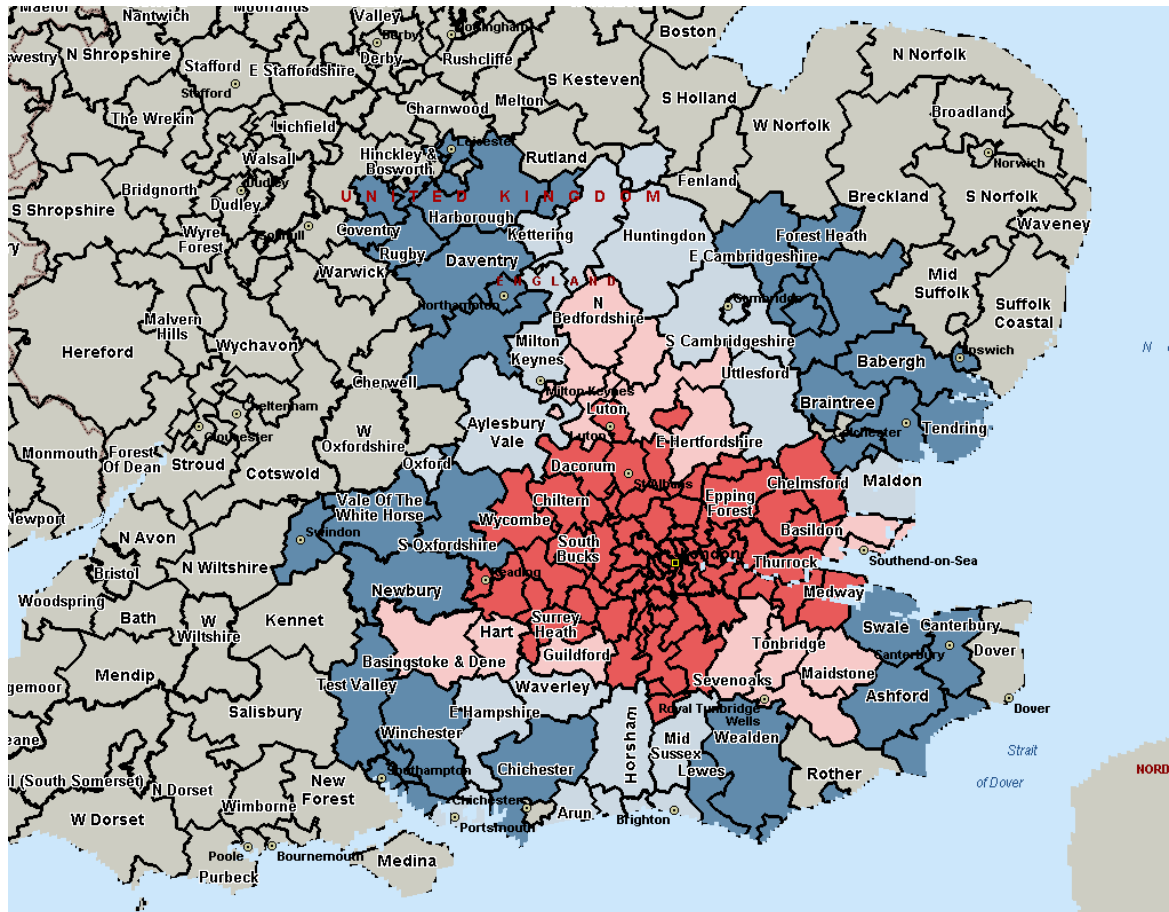 Nantwich
Valley
Boston
N Norfolk
N Shropshire
Stafford
E Staffordshire
Derby
Derby
Rushcliffe
S Kesteven
Stafford
Melton
S Holland
Broadland
The Wrekin
Charnwood
Lichfield
W Norfolk
Walsall
Hinckley &
Bosworth
Leicester
Rutland
Norwich
Bridgnorth
Dudley
Dudley
Fenland
Breckland
S Norfolk
UNITED KINGDOM
S Shropshire
Harborough
Waveney
Wyre
Forest
Coventry
Kettering
Huntingdon
Forest Heath
Rugby
Daventry
E Cambridgeshire
Warwick
ENGLAND
Mid
Suffolk
Northampton
N
Bedfordshire
Suffolk
Coastal
Malvern
Hills
Wychavon
Milton
Keynes
S Cambridgeshire
Hereford
Babergh
Ipswich
Cherwell
Uttlesford
Milton Keynes
Braintree
Cheltenham
Luton
Gloucester
Luton
Aylesbury
Vale
W
Oxfordshire
E Hertfordshire
Tendring
Monmouth
Forest
Of Dean
Stroud
Cotswold
Oxford
Dacorum
St Albans
Chelmsford
Maldon
Chiltern
Epping
Forest
Vale Of The
White Horse
Newport
Wycombe
Basildon
N Avon
Swindon
S Oxfordshire
South
Bucks
London
Southend-on-Sea
Thurrock
Bristol
N Wiltshire
Reading
Newbury
Medway
Woodspring
Bath
W
Wiltshire
Kennet
Surrey
Heath
Swale
Canterbury
Hart
Tonbridge
Dover
Basingstoke & Dene
Guildford
Canterbury
Mendip
Maidstone
Test Valley
Waverley
Sevenoaks
Ashford
Royal Tunbridge
Wells
Dover
Salisbury
E Hampshire
Winchester
Horsham
Mid
Sussex
Wealden
Strait
of Dover
Southampton
Chichester
Lewes
Rother
NORD
(South Somerset)
N Dorset
New
Forest
Chichester
Arun
Brighton
Wimborne
Portsmouth
W Dorset
Poole
Bournemouth
Medina
Purbeck